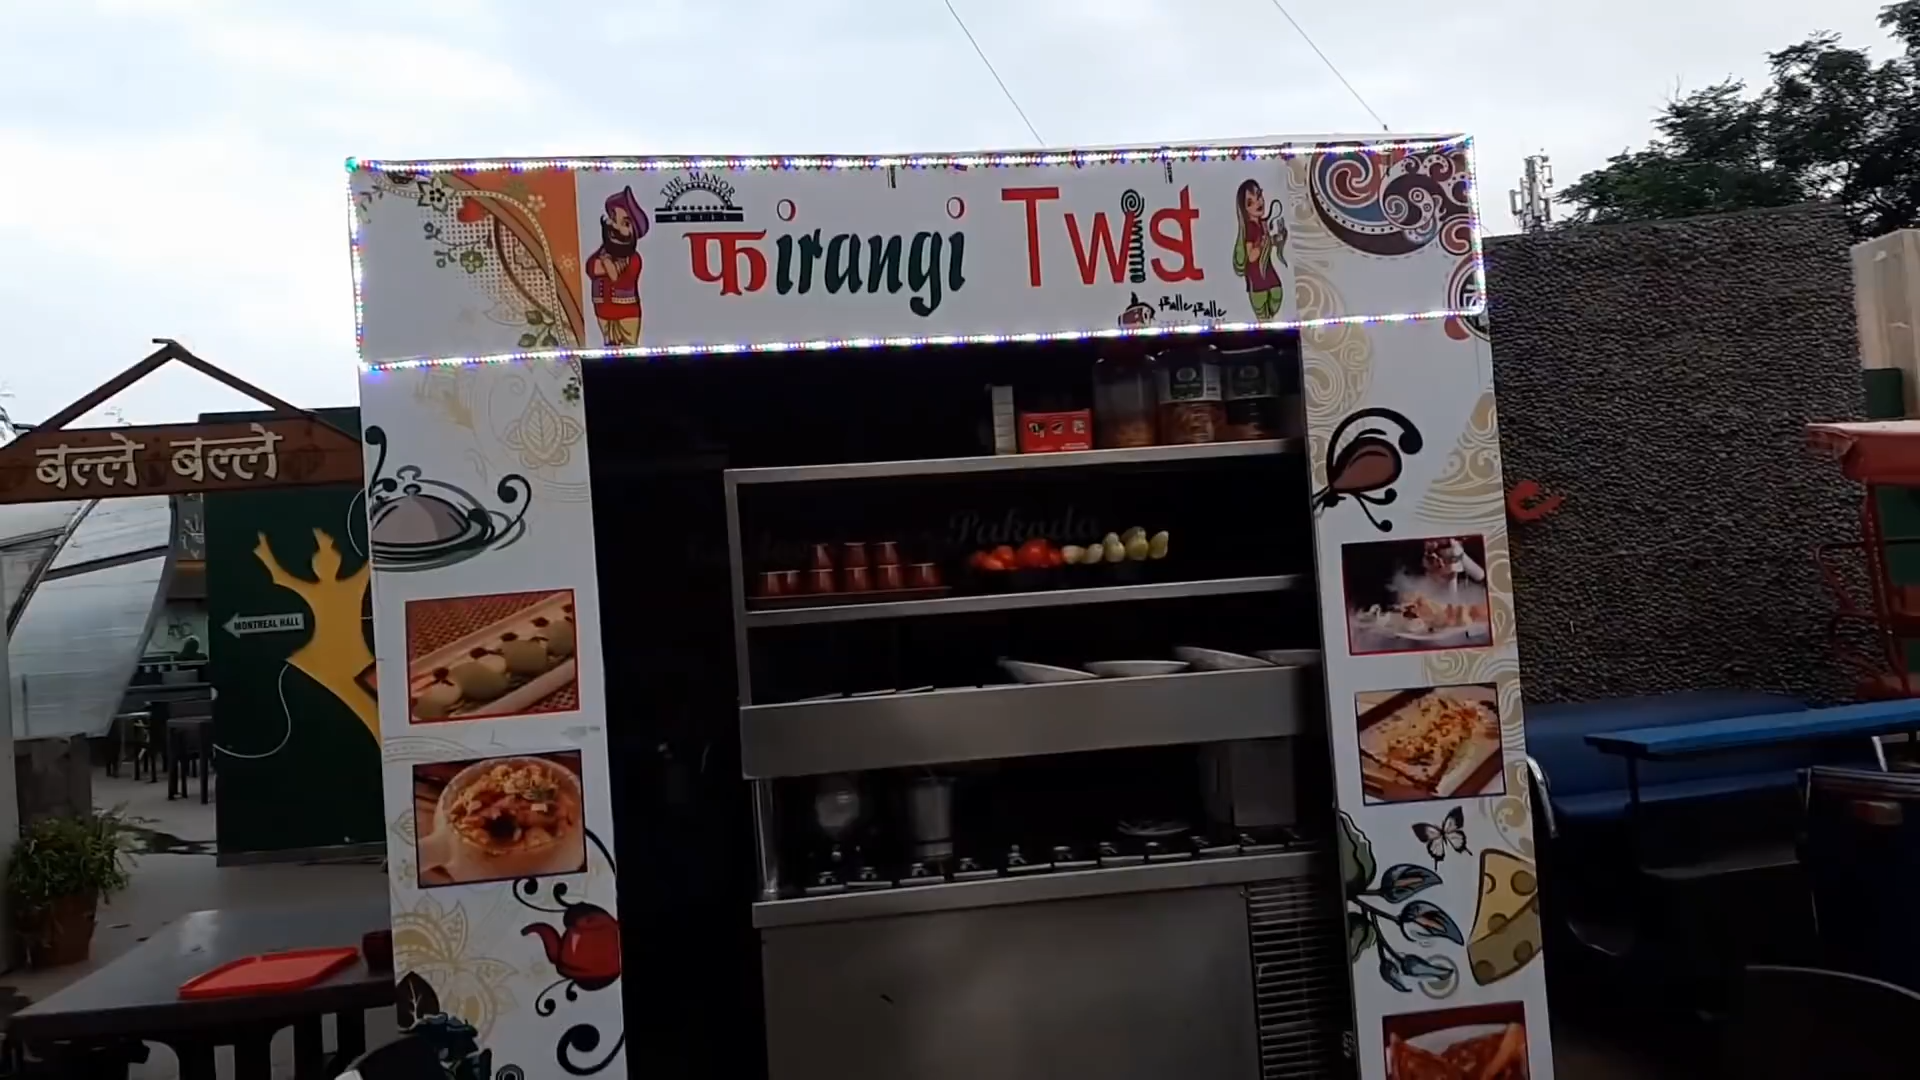 THE MANOR
HOTEL
फirangi Twist
Balle Balle
बल्ले बल्ले
Pakoda
MONTREAL HALL